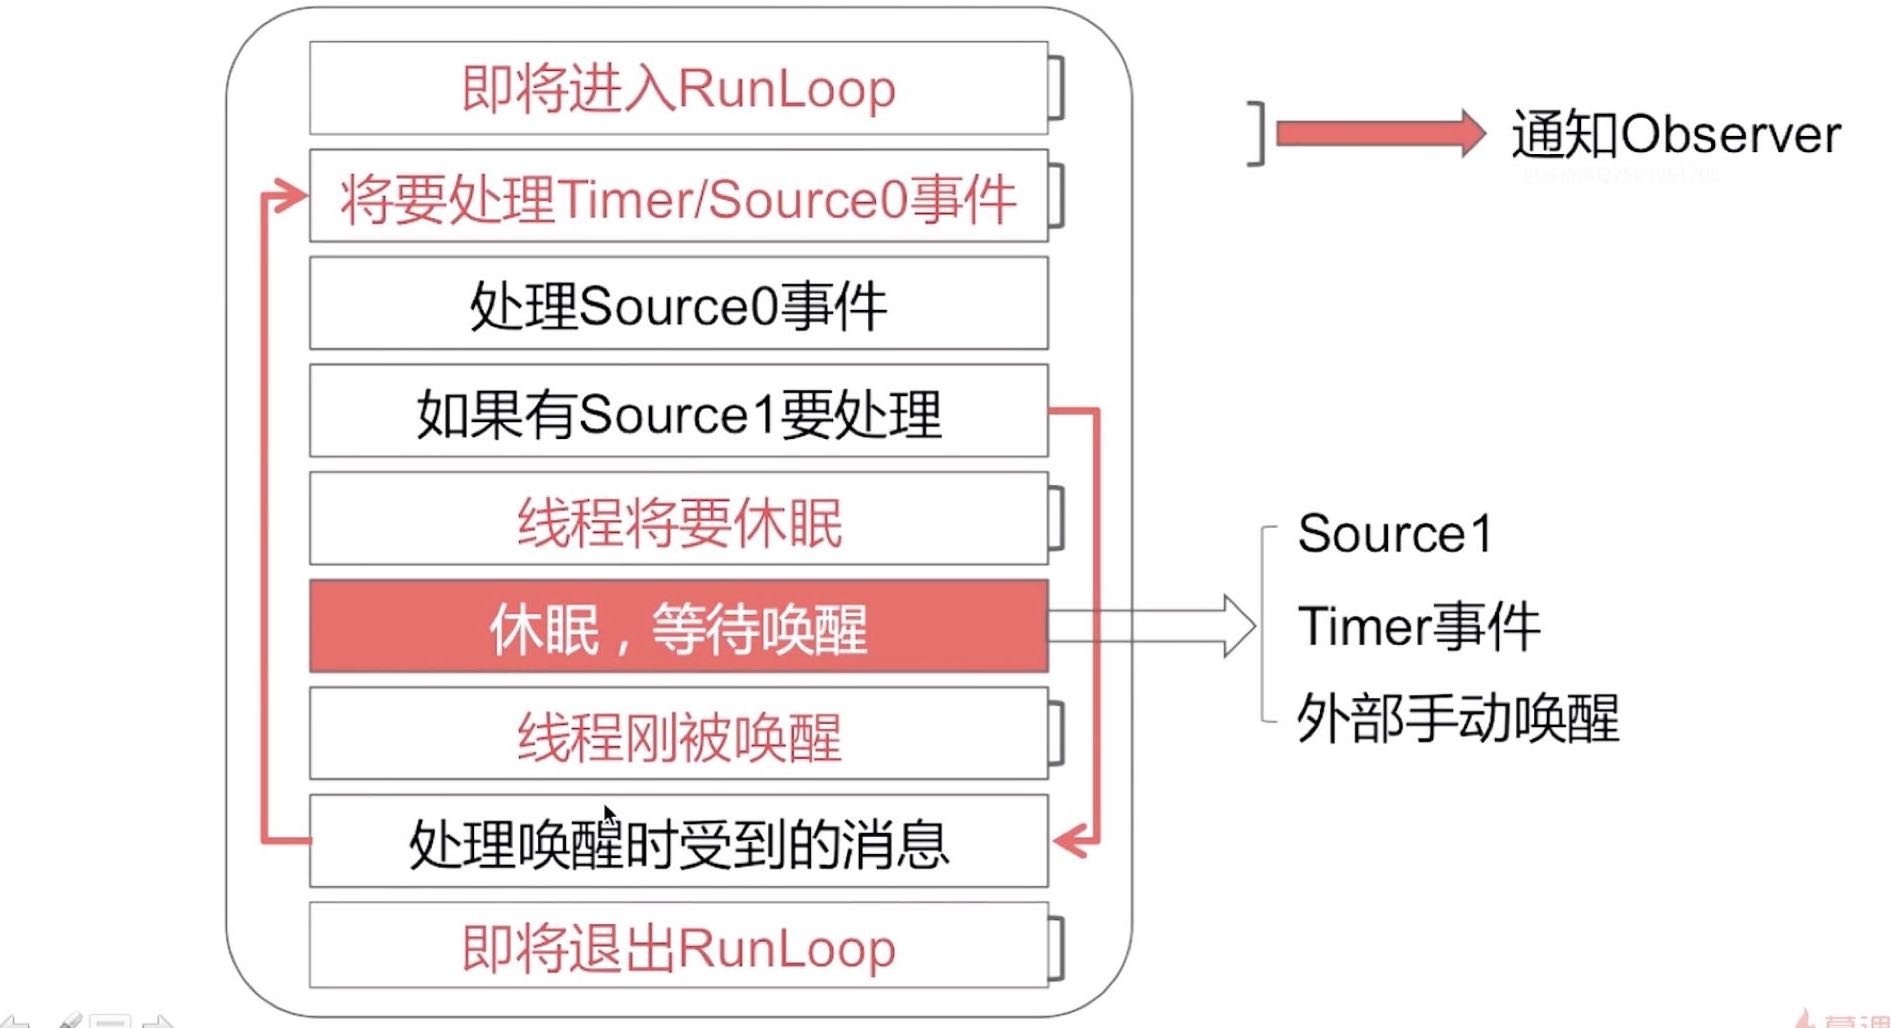 即将进入RunLoop
将要处理Timer/Source0事件
处理Source0事件
如果有Source1要处理
线程将要休眠
休眠，等待唤醒
线程刚被唤醒
处理唤醒时受到的消息
即将退出RunLoop
通知Observer
Source1
Timer事件
外部手动唤醒